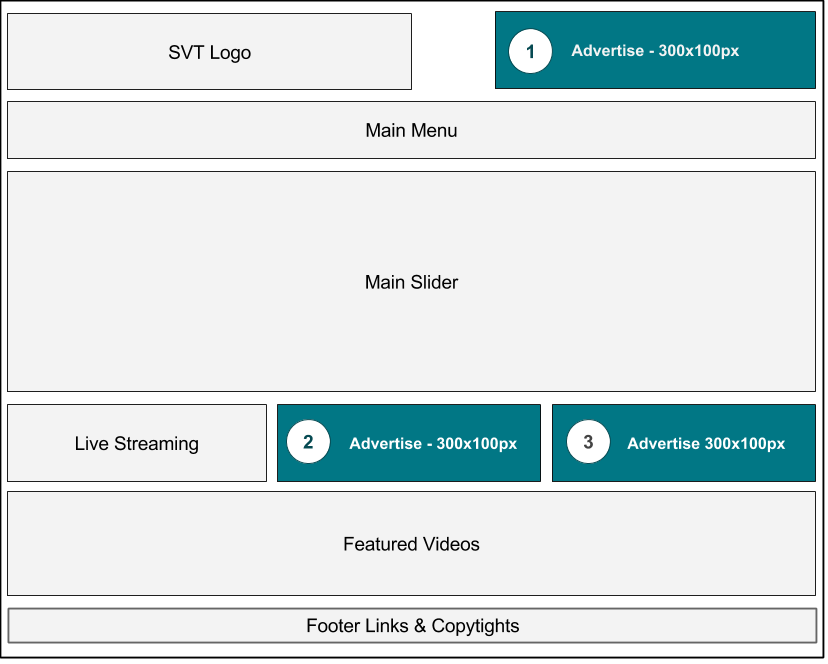 SVT Logo
1 Advertise - 300x100px
Main Menu
Main Slider
Live Streaming
2 Advertise - 300x100px
3 Advertise 300x100px
Featured Videos
Footer Links & Copytights